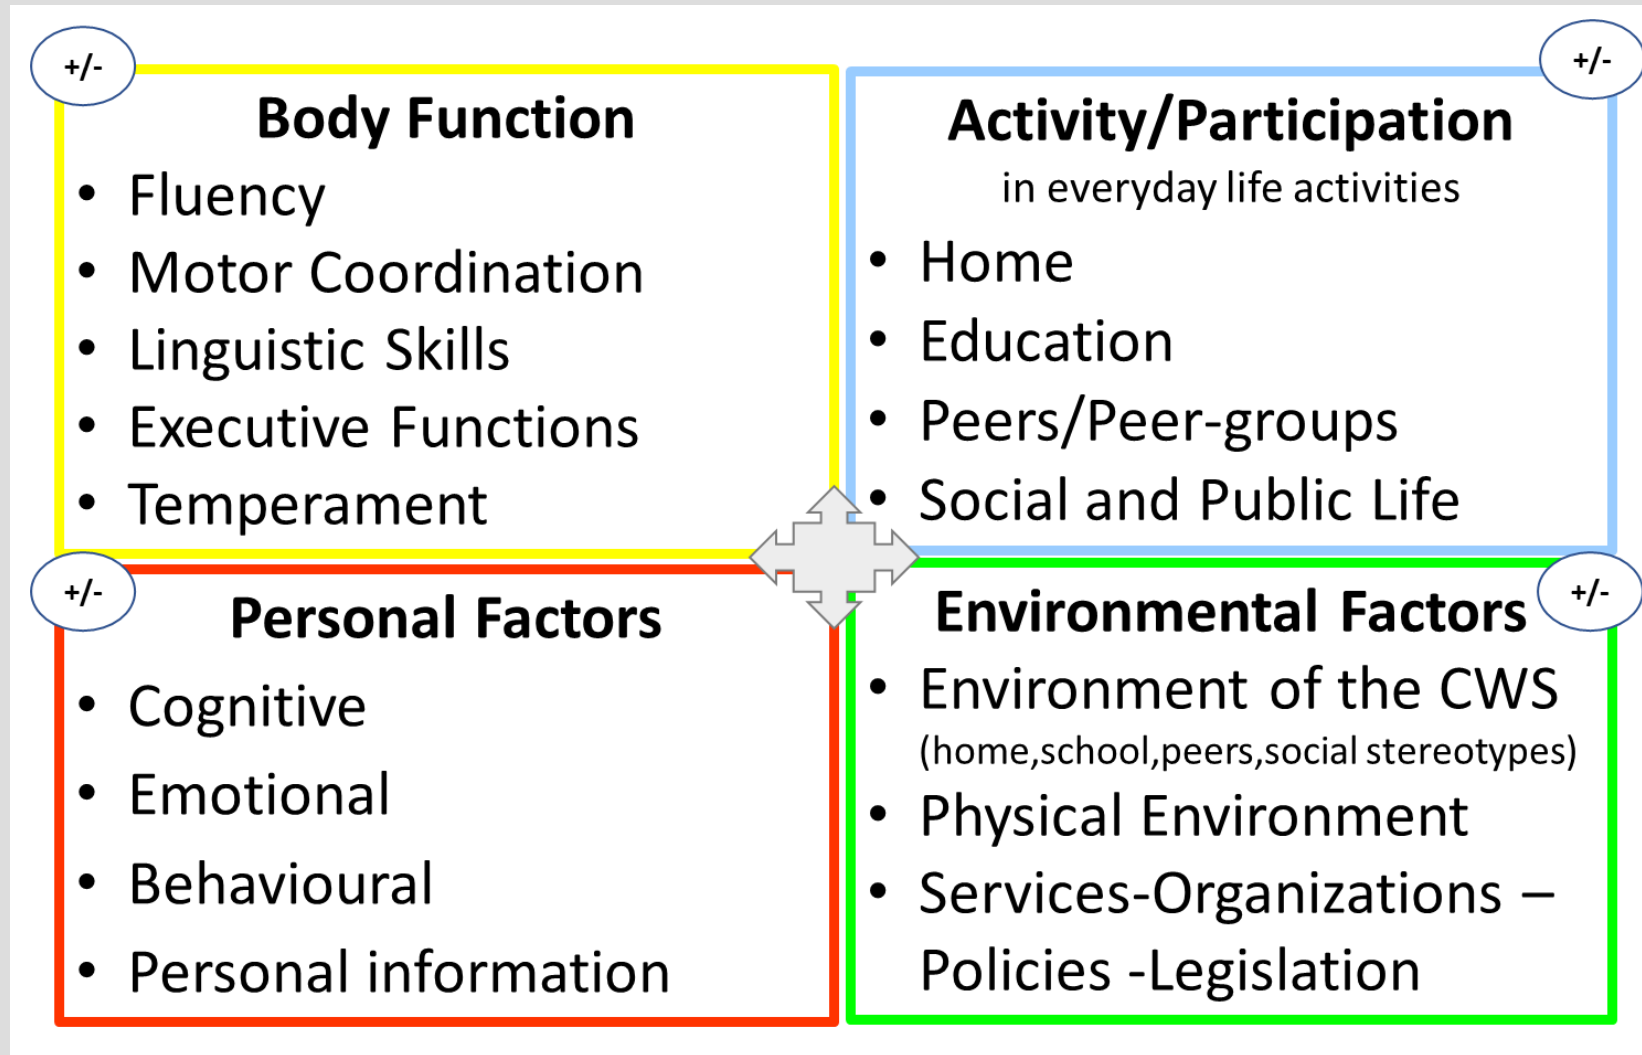 +/-
Body Function
• Fluency
• Motor Coordination
• Linguistic Skills
• Executive Functions
• Temperament
+/-
Activity/Participation
in everyday life activities
• Home
• Education
• Peers/Peer-groups
• Social and Public Life
+/-
Personal Factors
• Cognitive
• Emotional
• Behavioural
• Personal information
+/-
Environmental Factors
• Environment of the CWS
(home,school,peers,social stereotypes)
• Physical Environment
• Services-Organizations –
Policies -Legislation